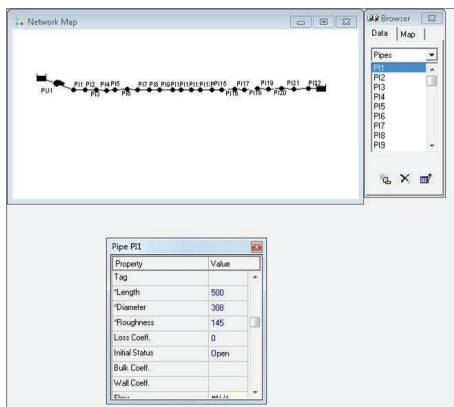 Network Map
PU1
PI1 PI2 PI4 PI5
PI3
PI6
PI7 PI8 PI9
PI15
PI16
PI17
PI18
PI19
PI20
PI21
PI22
Browser
Data Map
Pipes
PI1
PI2
PI3
PI4
PI5
PI6
PI7
PI8
PI9
Pipe PI1
Property Value
Tag
*Length 500
*Diameter 308
*Roughness 145
Loss Coeff. 0
Initial Status Open
Bulk Coeff.
Wall Coeff.
Flow #N/A